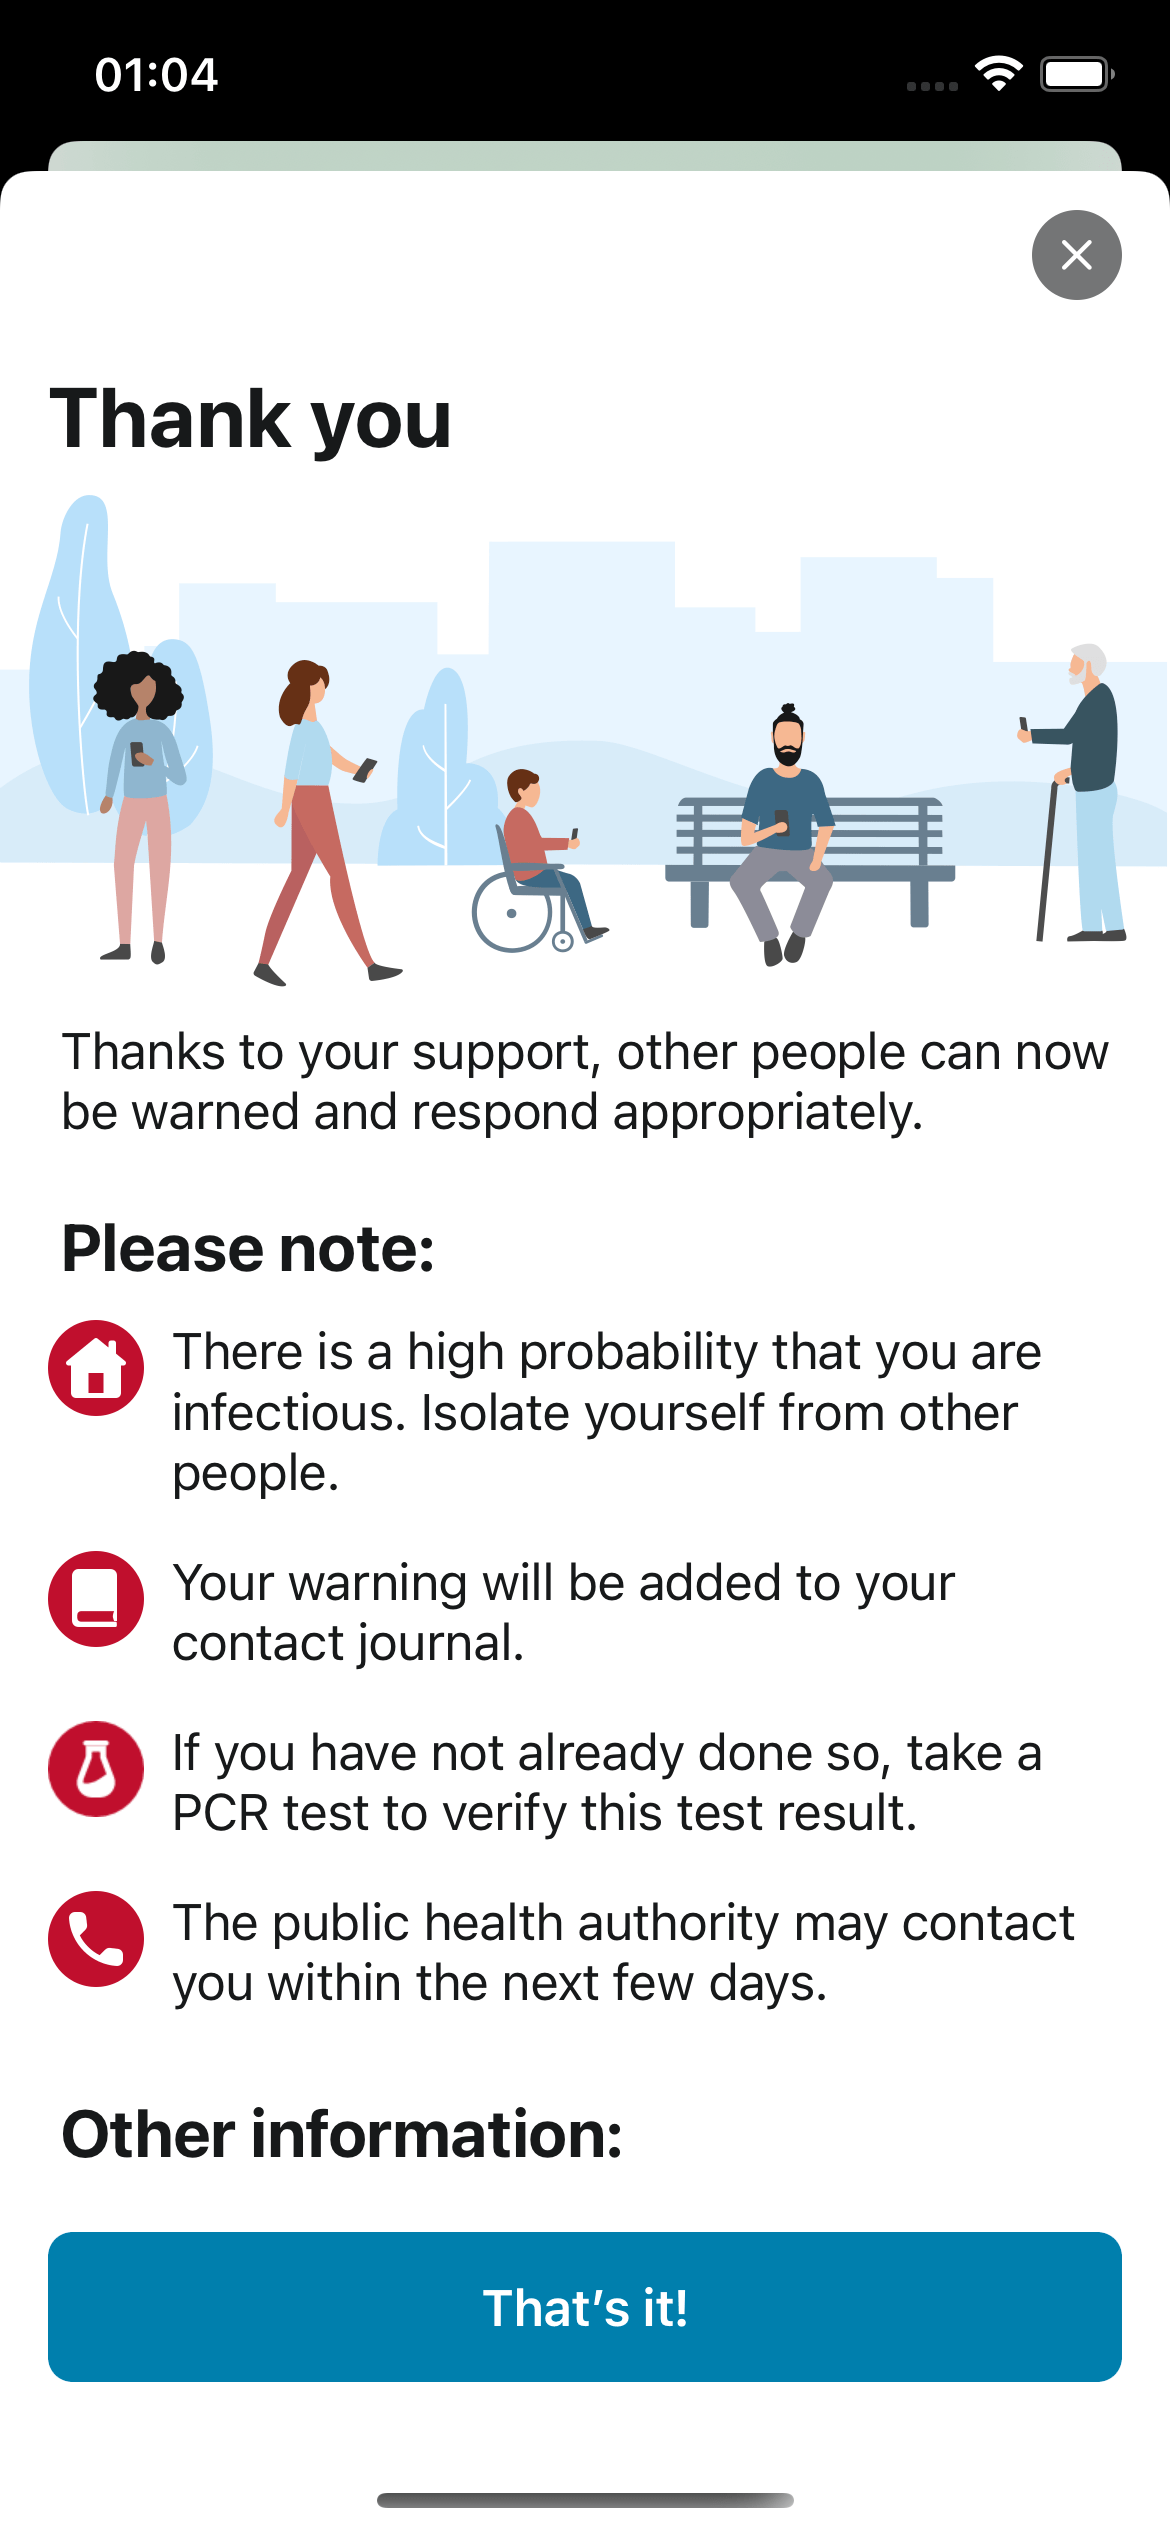 01:04
Thank you
Thanks to your support, other people can now
be warned and respond appropriately.
Please note:
There is a high probability that you are
infectious. Isolate yourself from other
people.
Your warning will be added to your
contact journal.
If you have not already done so, take a
PCR test to verify this test result.
The public health authority may contact
you within the next few days.
Other information:
That’s it!